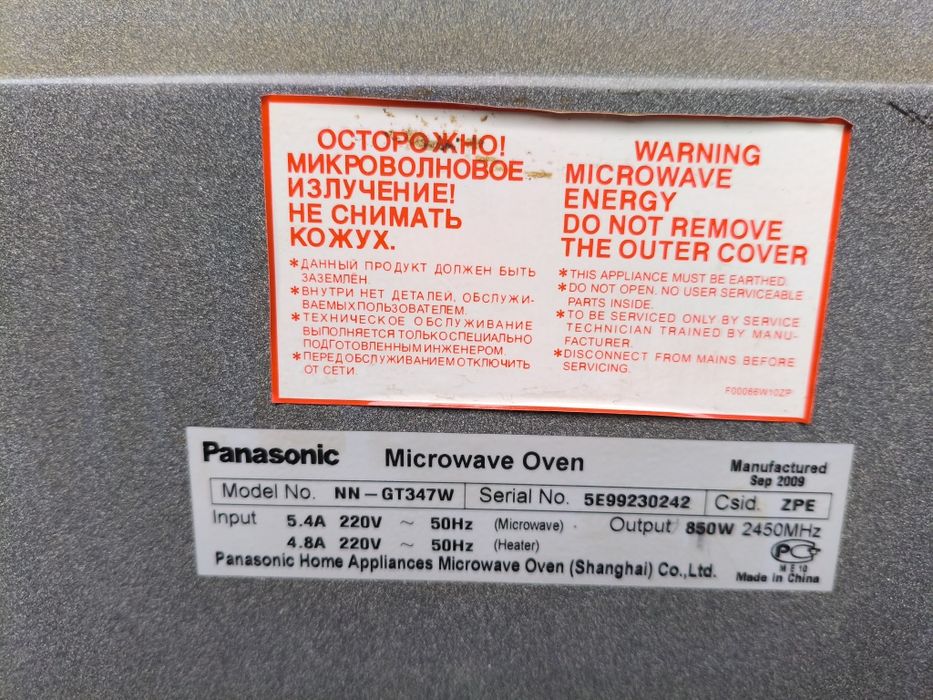 ОСТОРОЖНО!
МИКРОВОЛНОВОЕ
ИЗЛУЧЕНИЕ!
НЕ СНИМАТЬ
КОЖУХ.
*ДАННЫЙ ПРОДУКТ ДОЛЖЕН БЫТЬ
ЗАЗЕМЛЁН.
*ВНУТРИ НЕТ ДЕТАЛЕЙ, ОБСЛУЖИ-
ВАЕМЫХ ПОЛЬЗОВАТЕЛЕМ.
*ТЕХНИЧЕСКОЕ ОБСЛУЖИВАНИЕ
ВЫПОЛНЯЕТСЯ ТОЛЬКО СПЕЦИАЛЬНО
ПОДГОТОВЛЕННЫМ ИНЖЕНЕРОМ.
*ПЕРЕД ОБСЛУЖИВАНИЕМ ОТКЛЮЧИТЬ
ОТ СЕТИ.
WARNING
MICROWAVE
ENERGY
DO NOT REMOVE
THE OUTER COVER
*THIS APPLIANCE MUST BE EARTHED.
*DO NOT OPEN. NO USER SERVICEABLE
PARTS INSIDE.
*TO BE SERVICED ONLY BY SERVICE
TECHNICIAN TRAINED BY MANU-
FACTURER.
*DISCONNECT FROM MAINS BEFORE
SERVICING.
F00066W10ZP
Panasonic Microwave Oven Manufactured
Sep 2009
Model No. NN-GT347W Serial No. 5E99230242 Csid. ZPE
Input 5.4A 220V ~ 50Hz (Microwave) Output 850W 2450MHz
4.8A 220V ~ 50Hz (Heater)
Panasonic Home Appliances Microwave Oven (Shanghai) Co.,Ltd.
ME10
Made in China